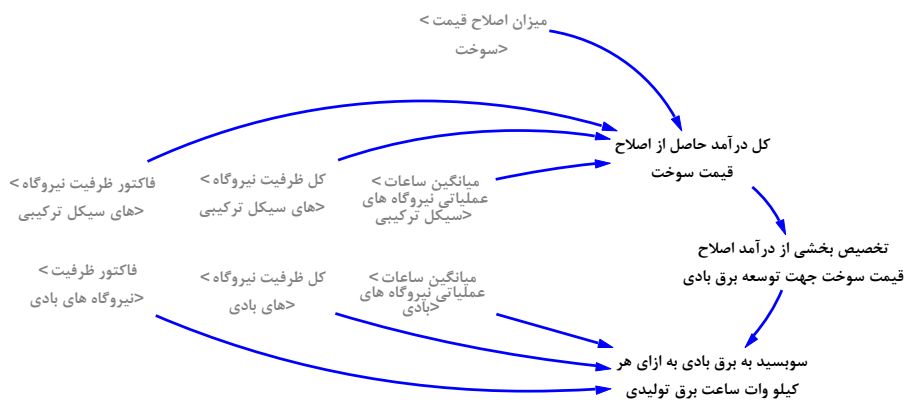 میزان اصلاح قیمت >
<سوخت
کل درآمد حاصل از اصلاح
قیمت سوخت
میانگین ساعات >
عملیاتی نیروگاه های
<سیکل ترکیبی
کل ظرفیت نیروگاه >
<های سیکل ترکیبی
فاکتور ظرفیت نیروگاه >
<های سیکل ترکیبی
تخصیص بخشی از درآمد اصلاح
قیمت سوخت جهت توسعه برق بادی
میانگین ساعات >
عملیاتی نیروگاه های
<بادی
کل ظرفیت نیروگاه >
<های بادی
فاکتور ظرفیت >
<نیروگاه های بادی
سوبسید به برق بادی به ازای هر
کیلو وات ساعت برق تولیدی